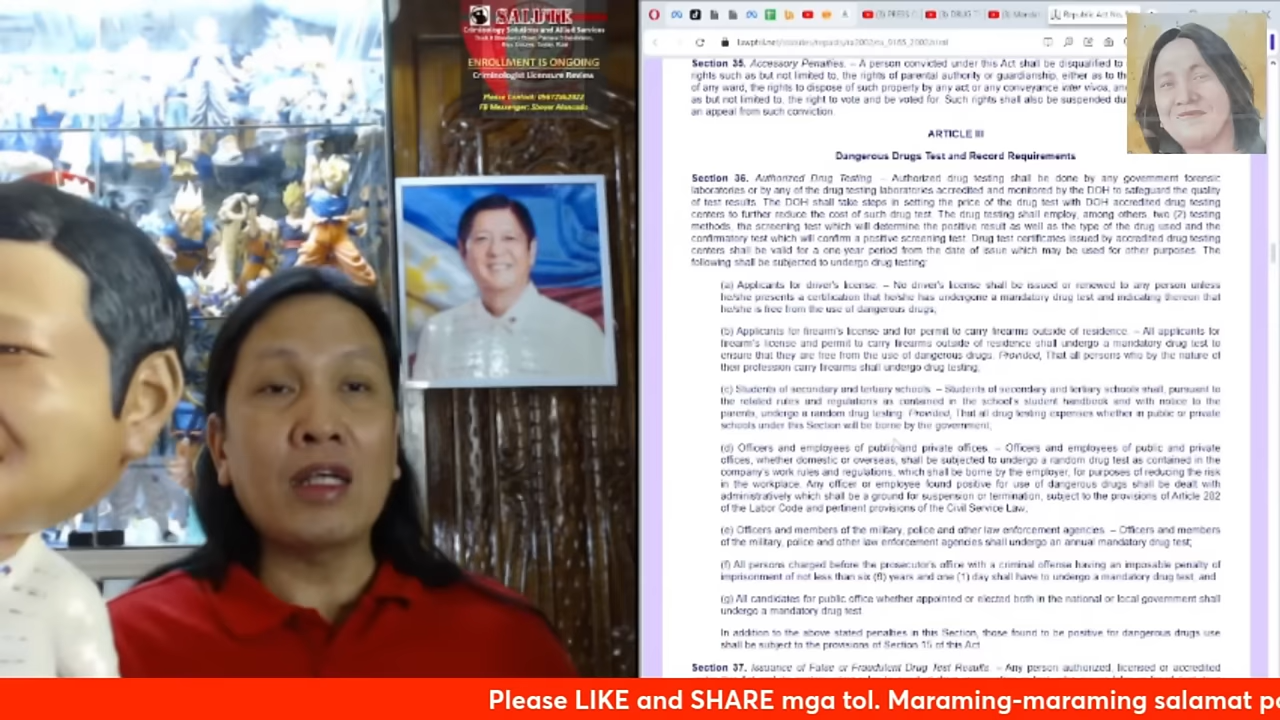 SALUTE
Criminology Solutions and Allied Services
ENROLLMENT IS ONGOING
Criminologist Licensure Review
Please Contact:
FB Messenger:
Section 35. Accessory Penalties. – A person convicted under this Act shall be disqualified to
rights such as but not limited to, the rights of parental authority or guardianship, either as to the
of any ward, the rights to dispose of such property by any act or any conveyance inter vivos, an
as but not limited to, the right to vote and be voted for. Such rights shall also be suspended du
an appeal from such conviction.
ARTICLE III
Dangerous Drugs Test and Record Requirements
Section 36. Authorized Drug Testing. – Authorized drug testing shall be done by any government forensic
laboratories or by any of the drug testing laboratories accredited and monitored by the DOH to safeguard the quality
of test results. The DOH shall take steps in setting the price of the drug test with DOH accredited drug testing
centers to further reduce the cost of such drug test. The drug testing shall employ, among others, two (2) testing
methods, the screening test which will determine the positive result as well as the type of the drug used and the
confirmatory test which will confirm a positive screening test. Drug test certificates issued by accredited drug testing
centers shall be valid for a one-year period from the date of issue which may be used for other purposes. The
following shall be subjected to undergo drug testing:
(a) Applicants for driver's license. – No driver's license shall be issued or renewed to any person unless
he/she presents a certification that he/she has undergone a mandatory drug test and indicating thereon that
he/she is free from the use of dangerous drugs;
(b) Applicants for firearm's license and for permit to carry firearms outside of residence. – All applicants for
firearm's license and permit to carry firearms outside of residence shall undergo a mandatory drug test to
ensure that they are free from the use of dangerous drugs: Provided, That all persons who by the nature of
their profession carry firearms shall undergo drug testing;
(c) Students of secondary and tertiary schools. – Students of secondary and tertiary schools shall, pursuant to
the related rules and regulations as contained in the school's student handbook and with notice to the
parents, undergo a random drug testing: Provided, That all drug testing expenses whether in public or private
schools under this Section will be borne by the government;
(d) Officers and employees of public and private offices. – Officers and employees of public and private
offices, whether domestic or overseas, shall be subjected to undergo a random drug test as contained in the
company's work rules and regulations, which shall be borne by the employer, for purposes of reducing the risk
in the workplace. Any officer or employee found positive for use of dangerous drugs shall be dealt with
administratively which shall be a ground for suspension or termination, subject to the provisions of Article 282
of the Labor Code and pertinent provisions of the Civil Service Law;
(e) Officers and members of the military, police and other law enforcement agencies. – Officers and members
of the military, police and other law enforcement agencies shall undergo an annual mandatory drug test;
(f) All persons charged before the prosecutor's office with a criminal offense having an imposable penalty of
imprisonment of not less than six (6) years and one (1) day shall have to undergo a mandatory drug test; and
(g) All candidates for public office whether appointed or elected both in the national or local government shall
undergo a mandatory drug test.
In addition to the above stated penalties in this Section, those found to be positive for dangerous drugs use
shall be subject to the provisions of Section 15 of this Act.
Section 37. Issuance of False or Fraudulent Drug Test Results. – Any person authorized, licensed or accredited
Please LIKE and SHARE mga tol. Maraming-maraming salamat po